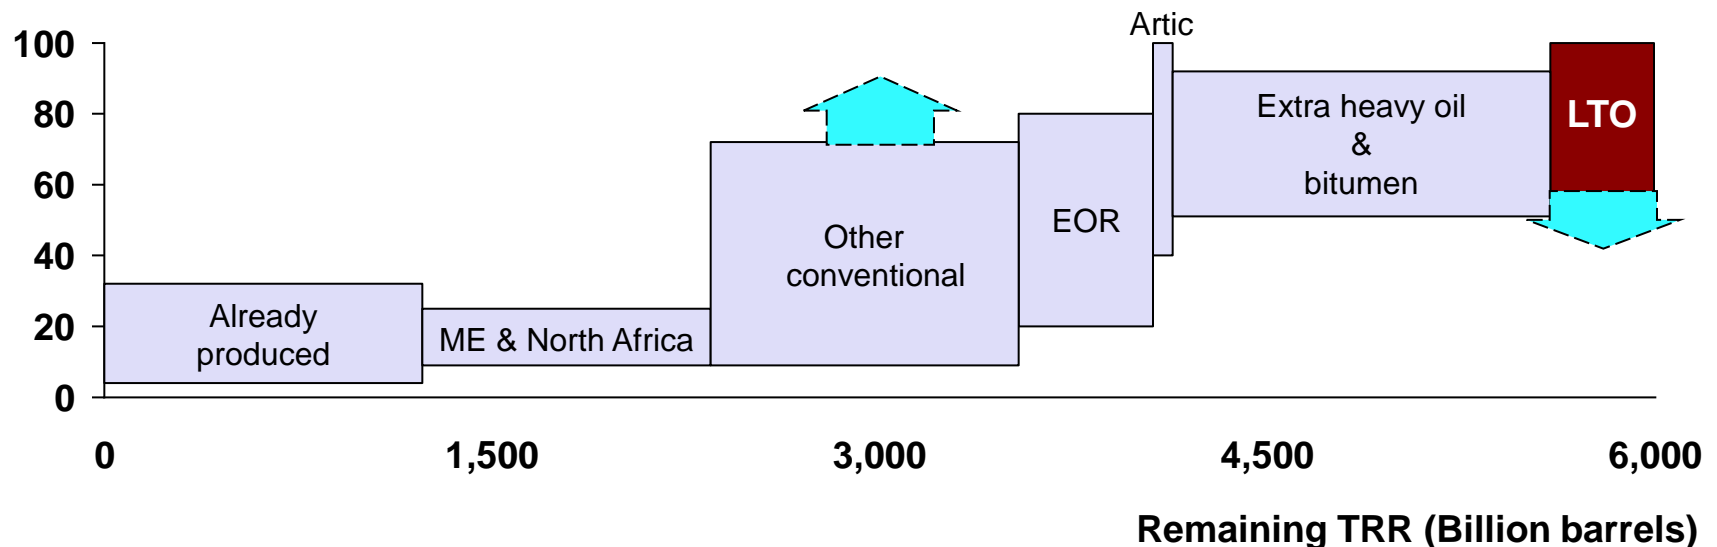 Artic
100
80
60
40
20
0
Already
produced
ME & North Africa
Other
conventional
EOR
Extra heavy oil
&
bitumen
LTO
0 1,500 3,000 4,500 6,000
Remaining TRR (Billion barrels)